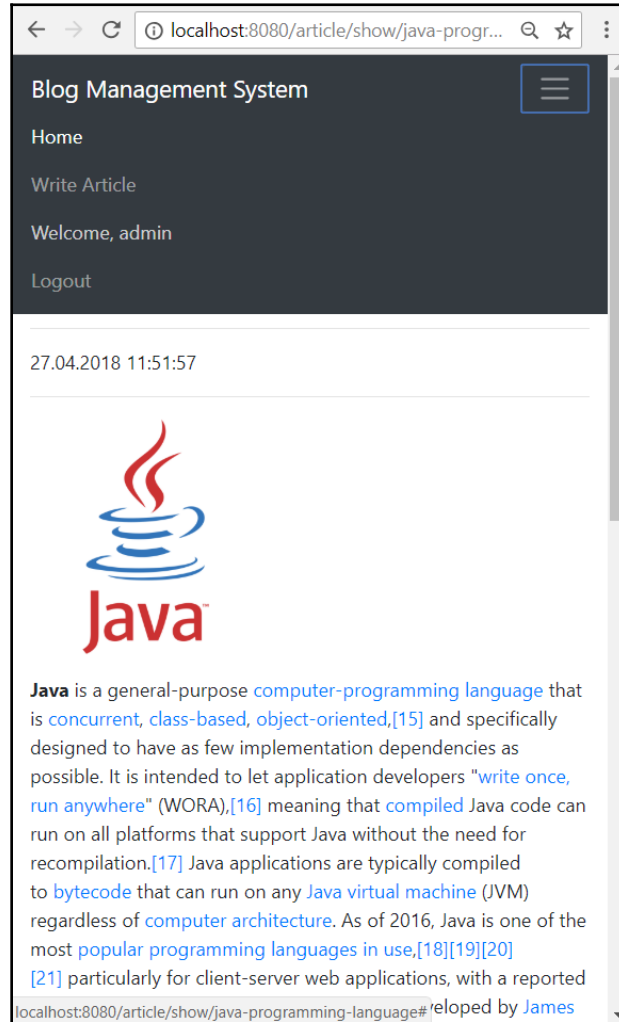 localhost:8080/article/show/java-progr...
Blog Management System
Home
Write Article
Welcome, admin
Logout
27.04.2018 11:51:57
Java™
Java is a general-purpose computer-programming language that
is concurrent, class-based, object-oriented,[15] and specifically
designed to have as few implementation dependencies as
possible. It is intended to let application developers "write once,
run anywhere" (WORA),[16] meaning that compiled Java code can
run on all platforms that support Java without the need for
recompilation.[17] Java applications are typically compiled
to bytecode that can run on any Java virtual machine (JVM)
regardless of computer architecture. As of 2016, Java is one of the
most popular programming languages in use,[18][19][20]
[21] particularly for client-server web applications, with a reported
localhost:8080/article/show/java-programming-language# eloped by James